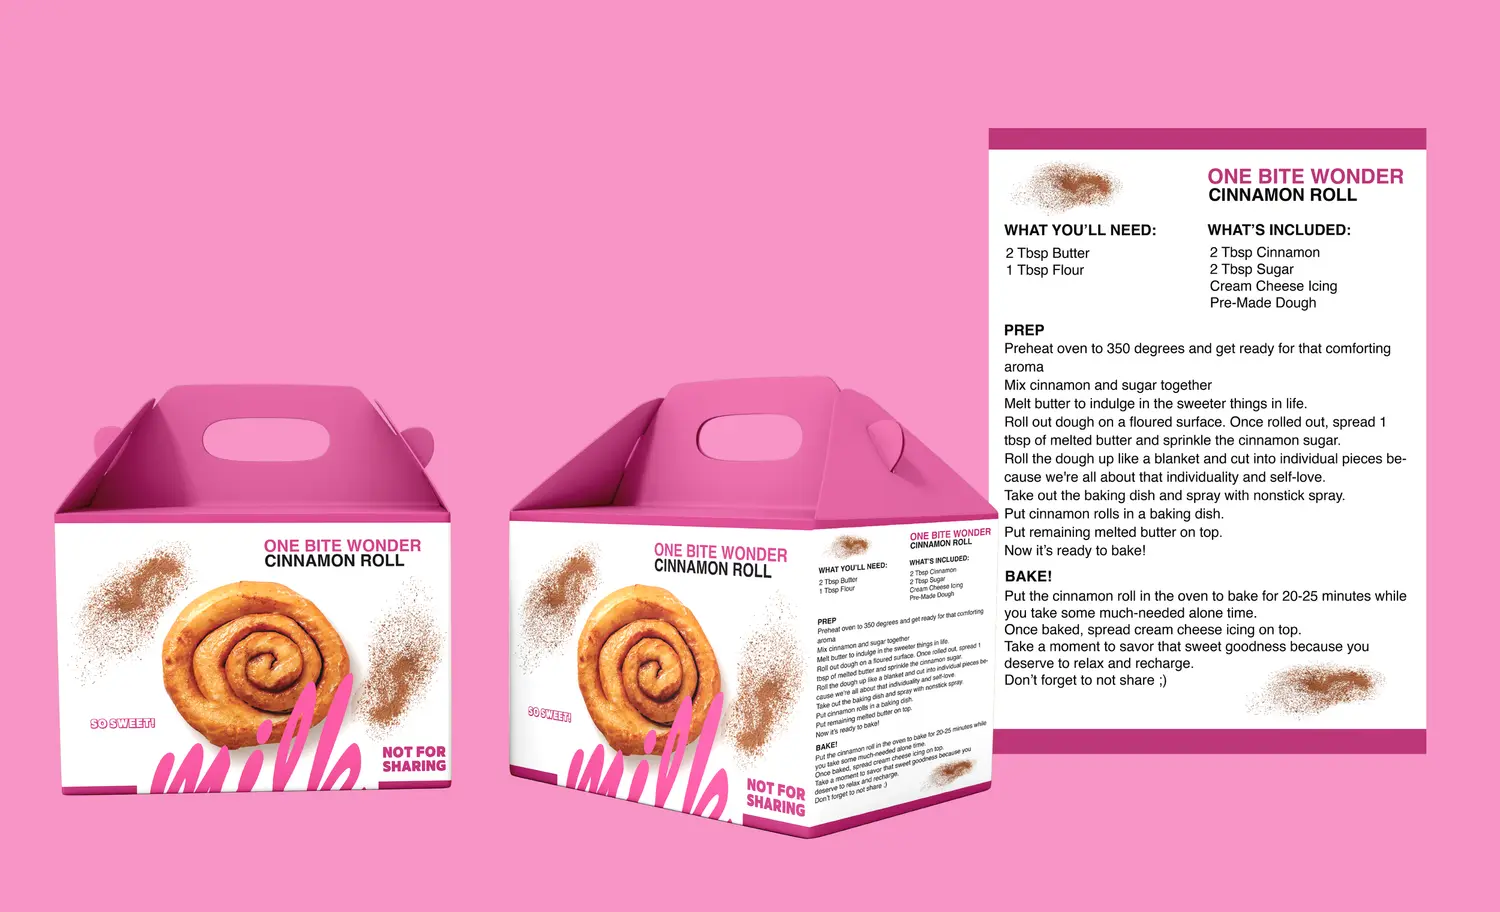 ONE BITE WONDER
CINNAMON ROLL
SO SWEET!
milk
NOT FOR
SHARING
ONE BITE WONDER
CINNAMON ROLL
SO SWEET!
milk
NOT FOR
SHARING
ONE BITE WONDER
CINNAMON ROLL
WHAT YOU'LL NEED:
2 Tbsp Butter
1 Tbsp Flour
WHAT'S INCLUDED:
2 Tbsp Cinnamon
2 Tbsp Sugar
Cream Cheese Icing
Pre-Made Dough
PREP
Preheat oven to 350 degrees and get ready for that comforting
aroma
Mix cinnamon and sugar together
Melt butter to indulge in the sweeter things in life.
Roll out dough on a floured surface. Once rolled out, spread 1
tbsp of melted butter and sprinkle the cinnamon sugar.
Roll the dough up like a blanket and cut into individual pieces be-
cause we're all about that individuality and self-love.
Take out the baking dish and spray with nonstick spray.
Put cinnamon rolls in a baking dish.
Put remaining melted butter on top.
Now it's ready to bake!
BAKE!
Put the cinnamon roll in the oven to bake for 20-25 minutes while
you take some much-needed alone time.
Once baked, spread cream cheese icing on top.
Take a moment to savor that sweet goodness because you
deserve to relax and recharge.
Don't forget to not share ;)
ONE BITE WONDER
CINNAMON ROLL
WHAT YOU'LL NEED:
2 Tbsp Butter
1 Tbsp Flour
WHAT'S INCLUDED:
2 Tbsp Cinnamon
2 Tbsp Sugar
Cream Cheese Icing
Pre-Made Dough
PREP
Preheat oven to 350 degrees and get ready for that comforting
aroma
Mix cinnamon and sugar together
Melt butter to indulge in the sweeter things in life.
Roll out dough on a floured surface. Once rolled out, spread 1
tbsp of melted butter and sprinkle the cinnamon sugar.
Roll the dough up like a blanket and cut into individual pieces be-
cause we're all about that individuality and self-love.
Take out the baking dish and spray with nonstick spray.
Put cinnamon rolls in a baking dish.
Put remaining melted butter on top.
Now it's ready to bake!
BAKE!
Put the cinnamon roll in the oven to bake for 20-25 minutes while
you take some much-needed alone time.
Once baked, spread cream cheese icing on top.
Take a moment to savor that sweet goodness because you
deserve to relax and recharge.
Don't forget to not share ;)